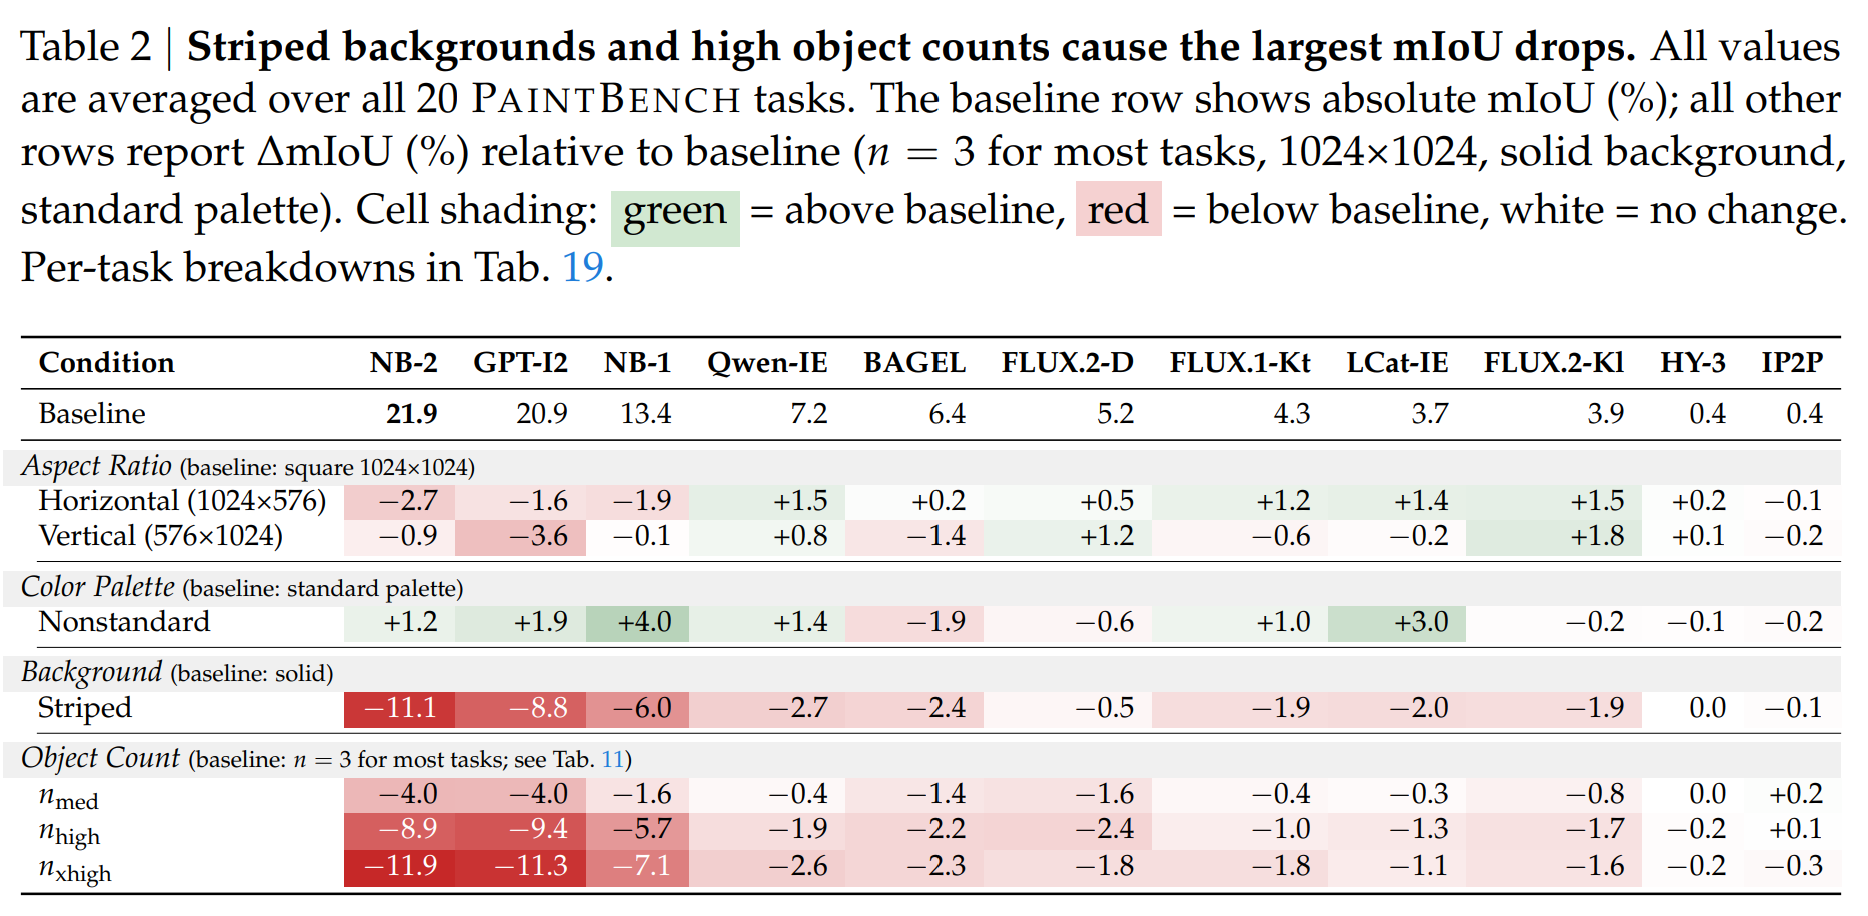 Table 2 | Striped backgrounds and high object counts cause the largest mIoU drops. All values
are averaged over all 20 PAINTBENCH tasks. The baseline row shows absolute mIoU (%); all other
rows report ΔmIoU (%) relative to baseline (n = 3 for most tasks, 1024×1024, solid background,
standard palette). Cell shading: green = above baseline, red = below baseline, white = no change.
Per-task breakdowns in Tab. 19.
Condition NB-2 GPT-I2 NB-1 Qwen-IE BAGEL FLUX.2-D FLUX.1-Kt LCat-IE FLUX.2-Kl HY-3 IP2P
Baseline 21.9 20.9 13.4 7.2 6.4 5.2 4.3 3.7 3.9 0.4 0.4
Aspect Ratio (baseline: square 1024×1024)
Horizontal (1024×576) −2.7 −1.6 −1.9 +1.5 +0.2 +0.5 +1.2 +1.4 +1.5 +0.2 −0.1
Vertical (576×1024) −0.9 −3.6 −0.1 +0.8 −1.4 +1.2 −0.6 −0.2 +1.8 +0.1 −0.2
Color Palette (baseline: standard palette)
Nonstandard +1.2 +1.9 +4.0 +1.4 −1.9 −0.6 +1.0 +3.0 −0.2 −0.1 −0.2
Background (baseline: solid)
Striped −11.1 −8.8 −6.0 −2.7 −2.4 −0.5 −1.9 −2.0 −1.9 0.0 −0.1
Object Count (baseline: n = 3 for most tasks; see Tab. 11)
n_med −4.0 −4.0 −1.6 −0.4 −1.4 −1.6 −0.4 −0.3 −0.8 0.0 +0.2
n_high −8.9 −9.4 −5.7 −1.9 −2.2 −2.4 −1.0 −1.3 −1.7 −0.2 +0.1
n_xhigh −11.9 −11.3 −7.1 −2.6 −2.3 −1.8 −1.8 −1.1 −1.6 −0.2 −0.3